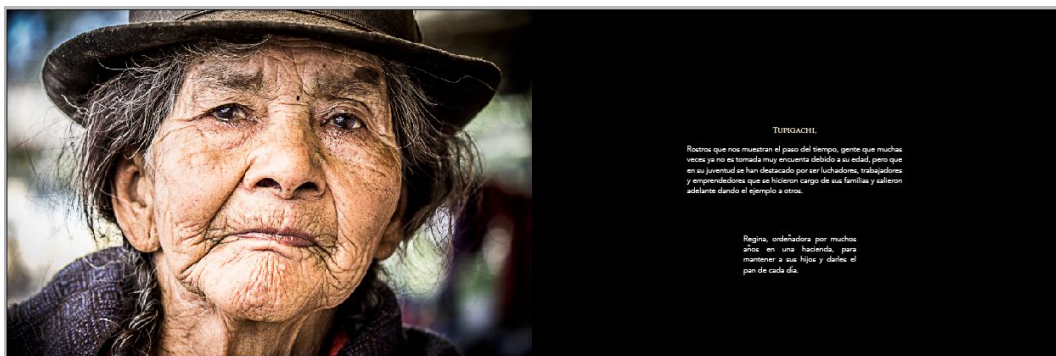 TUPIGACHI,
Rostros que nos muestran el paso del tiempo, gente que muchas
veces ya no es tomada muy encuenta debido a su edad, pero que
en su juventud se han destacado por ser luchadores, trabajadores
y emprendedores que se hicieron cargo de sus familias y salieron
adelante dando el ejemplo a otros.
Regina, ordeñadora por muchos
años en una hacienda, para
mantener a sus hijos y darles el
pan de cada día.